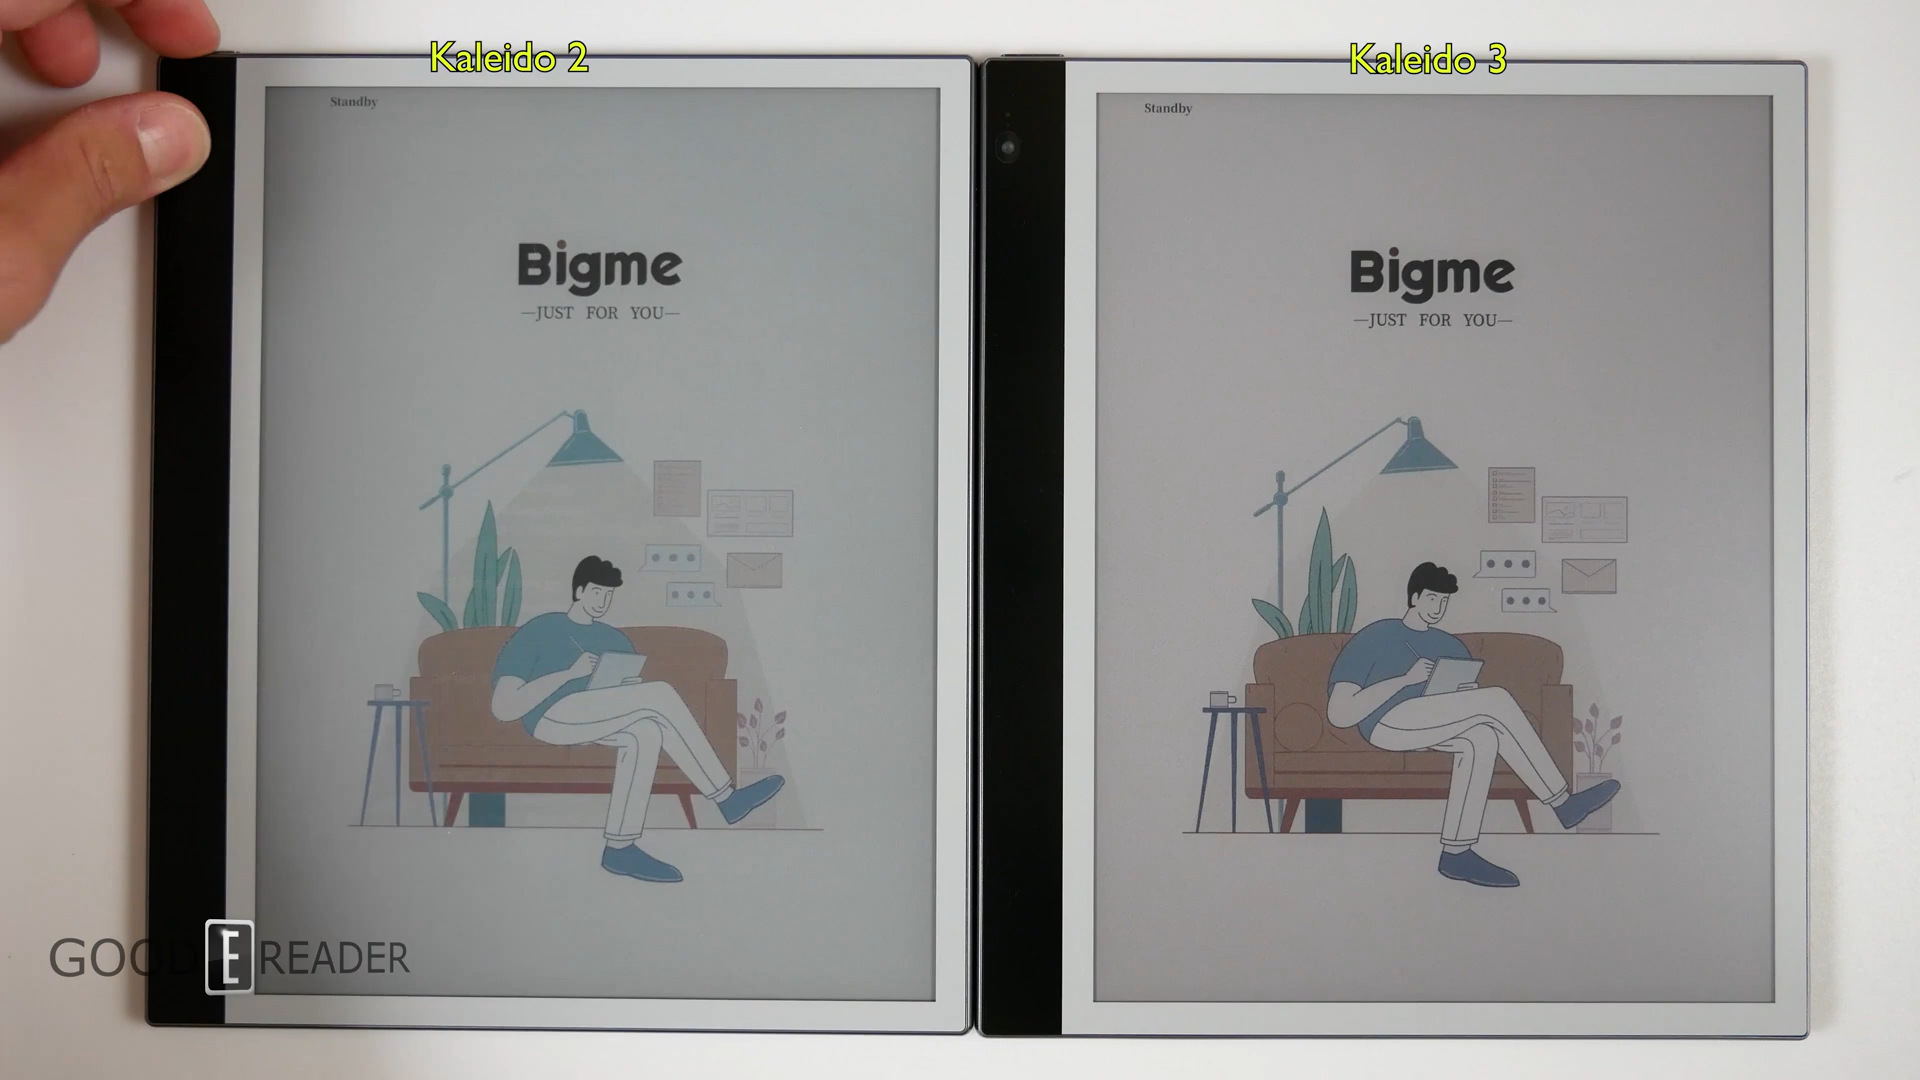 Kaleido 2
Kaleido 3
Standby
Bigme
—JUST FOR YOU—
Standby
Bigme
—JUST FOR YOU—
GOOD E READER